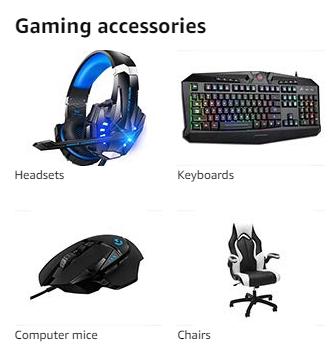 Gaming accessories
Headsets
Keyboards
Computer mice
Chairs